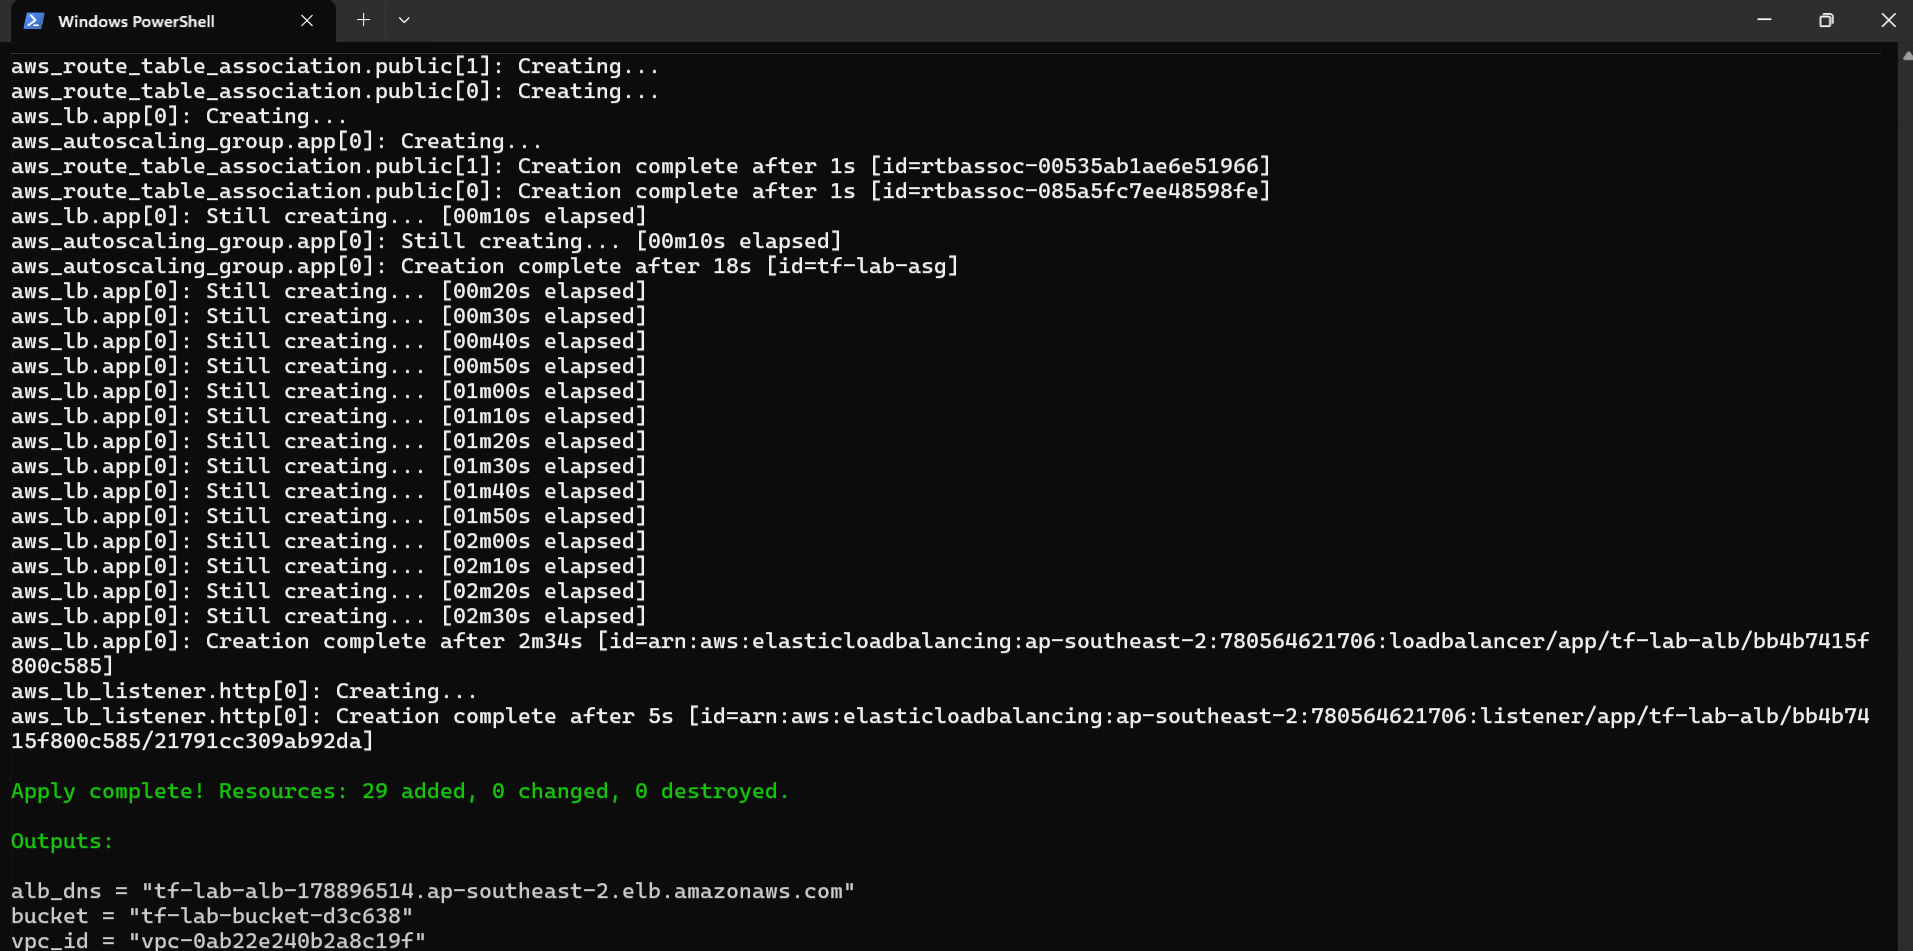 Windows PowerShell
aws_route_table_association.public[1]: Creating...
aws_route_table_association.public[0]: Creating...
aws_lb.app[0]: Creating...
aws_autoscaling_group.app[0]: Creating...
aws_route_table_association.public[1]: Creation complete after 1s [id=rtbassoc-00535ab1ae6e51966]
aws_route_table_association.public[0]: Creation complete after 1s [id=rtbassoc-085a5fc7ee48598fe]
aws_lb.app[0]: Still creating... [00m10s elapsed]
aws_autoscaling_group.app[0]: Still creating... [00m10s elapsed]
aws_autoscaling_group.app[0]: Creation complete after 18s [id=tf-lab-asg]
aws_lb.app[0]: Still creating... [00m20s elapsed]
aws_lb.app[0]: Still creating... [00m30s elapsed]
aws_lb.app[0]: Still creating... [00m40s elapsed]
aws_lb.app[0]: Still creating... [00m50s elapsed]
aws_lb.app[0]: Still creating... [01m00s elapsed]
aws_lb.app[0]: Still creating... [01m10s elapsed]
aws_lb.app[0]: Still creating... [01m20s elapsed]
aws_lb.app[0]: Still creating... [01m30s elapsed]
aws_lb.app[0]: Still creating... [01m40s elapsed]
aws_lb.app[0]: Still creating... [01m50s elapsed]
aws_lb.app[0]: Still creating... [02m00s elapsed]
aws_lb.app[0]: Still creating... [02m10s elapsed]
aws_lb.app[0]: Still creating... [02m20s elapsed]
aws_lb.app[0]: Still creating... [02m30s elapsed]
aws_lb.app[0]: Creation complete after 2m34s [id=arn:aws:elasticloadbalancing:ap-southeast-2:780564621706:loadbalancer/app/tf-lab-alb/bb4b7415f
800c585]
aws_lb_listener.http[0]: Creating...
aws_lb_listener.http[0]: Creation complete after 5s [id=arn:aws:elasticloadbalancing:ap-southeast-2:780564621706:listener/app/tf-lab-alb/bb4b74
15f800c585/21791cc309ab92da]
Apply complete! Resources: 29 added, 0 changed, 0 destroyed.
Outputs:
alb_dns = "tf-lab-alb-178896514.ap-southeast-2.elb.amazonaws.com"
bucket = "tf-lab-bucket-d3c638"
vpc_id = "vpc-0ab22e240b2a8c19f"